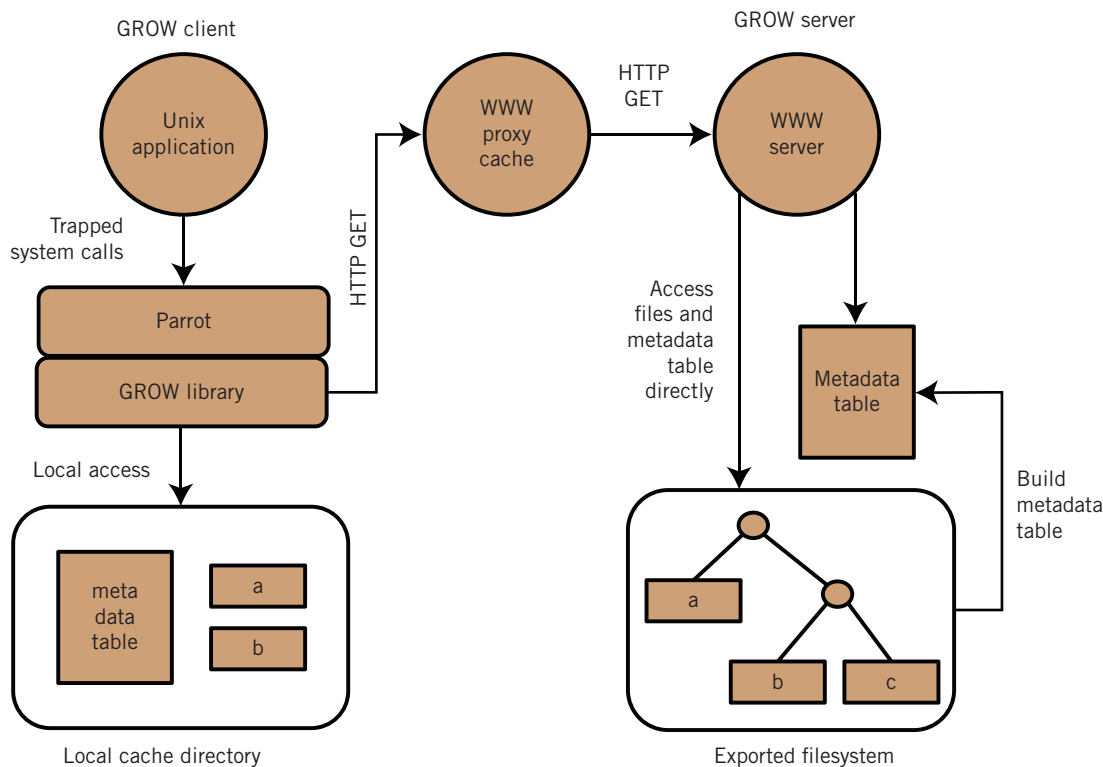 GROW client
Unix
application
Trapped
system calls
Parrot
GROW library
Local access
meta
data
table
a
b
Local cache directory
HTTP GET
WWW
proxy
cache
HTTP
GET
GROW server
WWW
server
Access
files and
metadata
table
directly
Metadata
table
Build
metadata
table
a
b
c
Exported filesystem